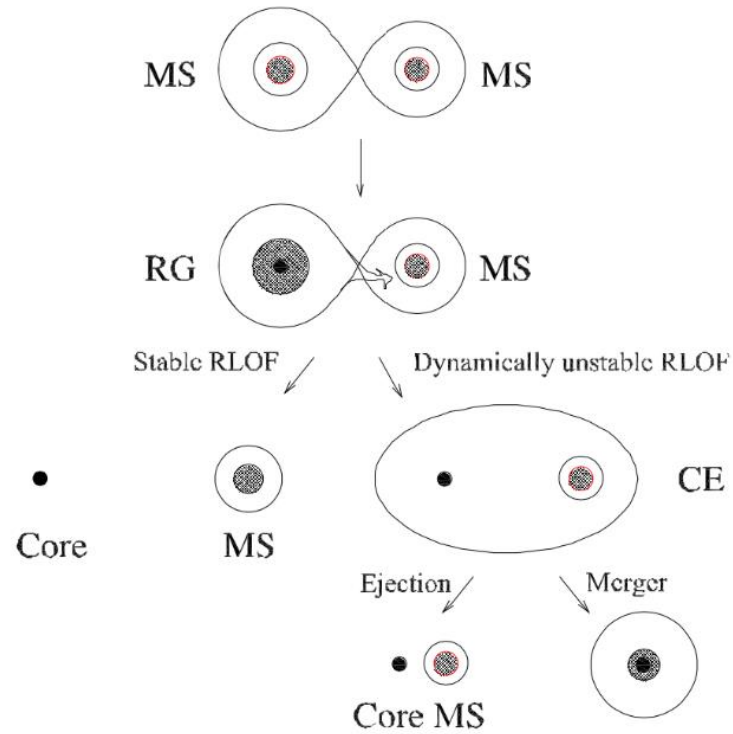 MS MS
RG MS
Stable RLOF Dynamically unstable RLOF
CE
Core MS
Ejection Merger
Core MS